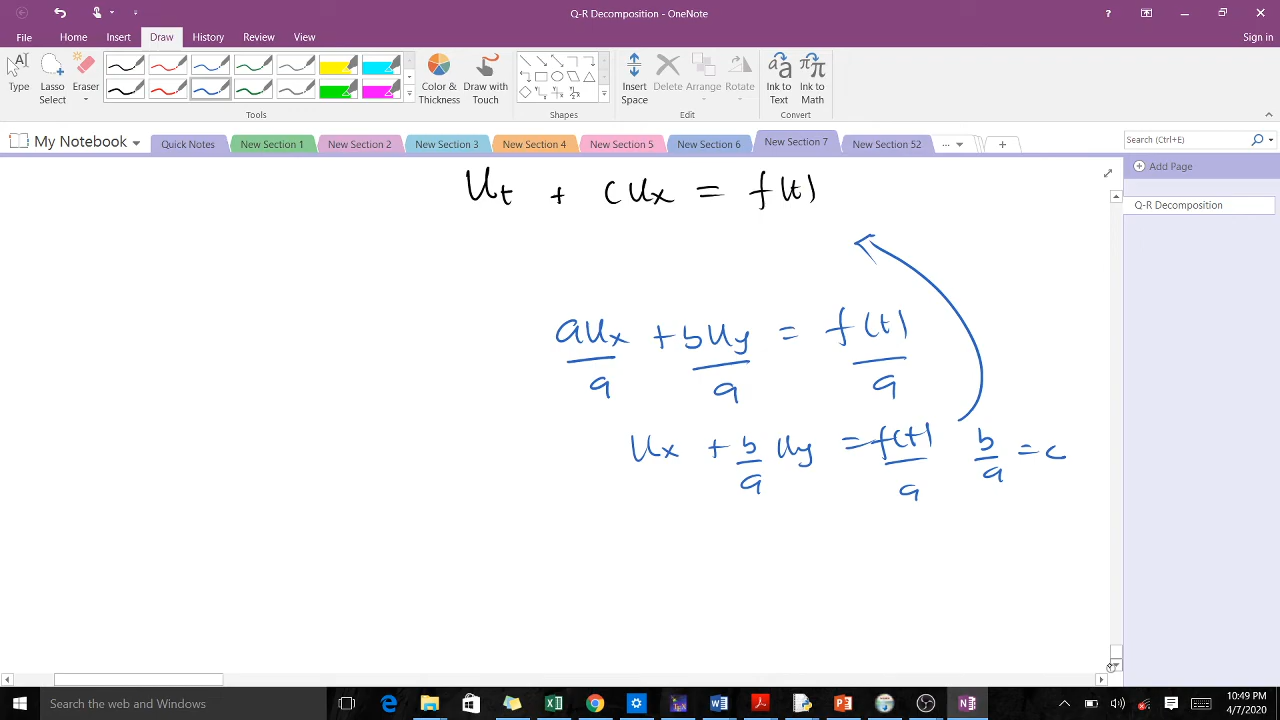 Q-R Decomposition - OneNote
? Sign in
File Home Insert Draw History Review View
Type Lasso Select Eraser Color & Thickness Draw with Touch Insert Space Delete Arrange Rotate Ink to Text Ink to Math
Tools Shapes Edit Convert
My Notebook Quick Notes New Section 1 New Section 2 New Section 3 New Section 4 New Section 5 New Section 6 New Section 7 New Section 52 ... + Search (Ctrl+E)
Add Page
Q-R Decomposition
Ut + cUx = f(t)
aUx/a + bUy/a = f(t)/a
Ux + b/a Uy = f(t)/a b/a = c
Search the web and Windows
10:49 PM
4/7/2020